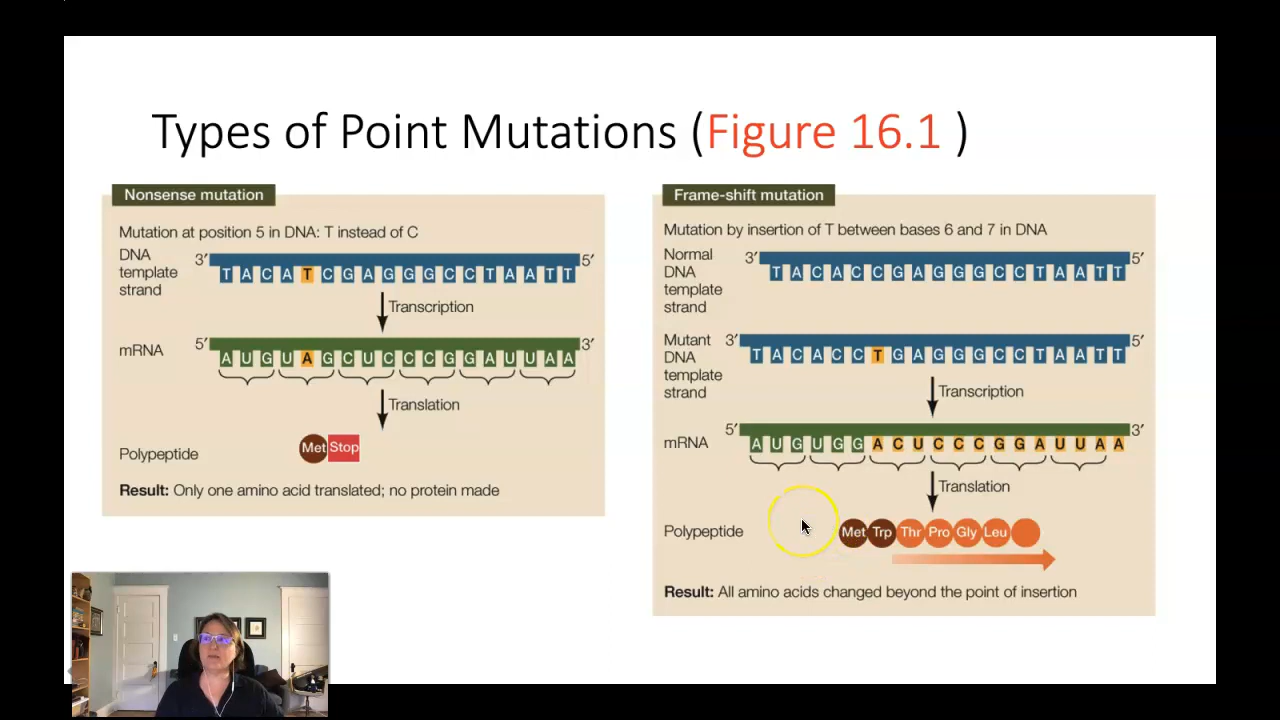 Types of Point Mutations (Figure 16.1 )
Nonsense mutation
Mutation at position 5 in DNA: T instead of C
DNA
template
strand
3′ 5′
T A C A T C G A G G G C C T A A T T
Transcription
mRNA
5′ 3′
A U G U A G C U C C C G G A U U A A
Translation
Polypeptide
Met Stop
Result: Only one amino acid translated; no protein made
Frame-shift mutation
Mutation by insertion of T between bases 6 and 7 in DNA
Normal
DNA
template
strand
3′ 5′
T A C A C C G A G G G C C T A A T T
Mutant
DNA
template
strand
3′ 5′
T A C A C C T G A G G G C C T A A T T
Transcription
mRNA
5′ 3′
A U G U G G A C U C C C G G A U U A A
Translation
Polypeptide
Met Trp Thr Pro Gly Leu
Result: All amino acids changed beyond the point of insertion